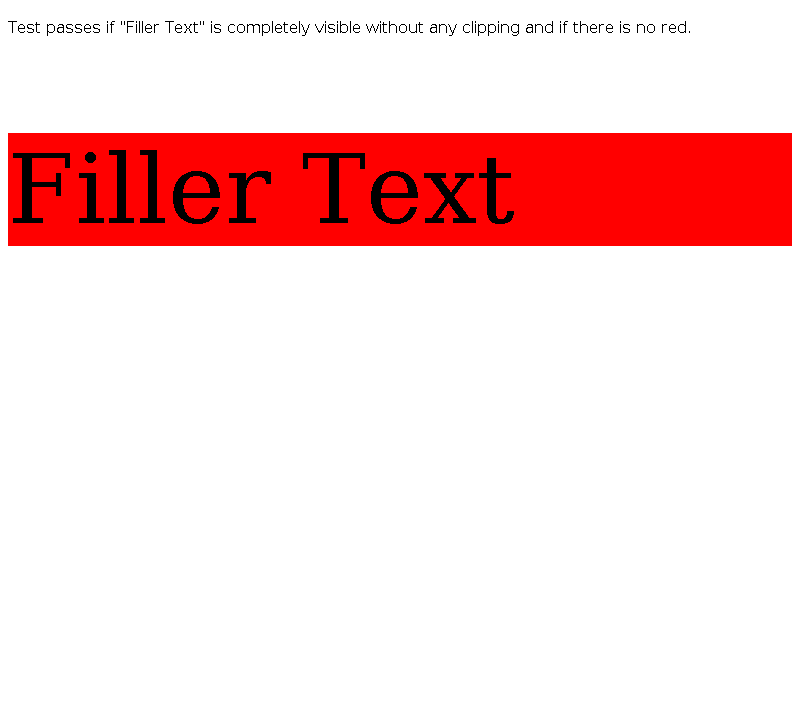 Test passes if "Filler Text" is completely visible without any clipping and if there is no red.
Filler Text